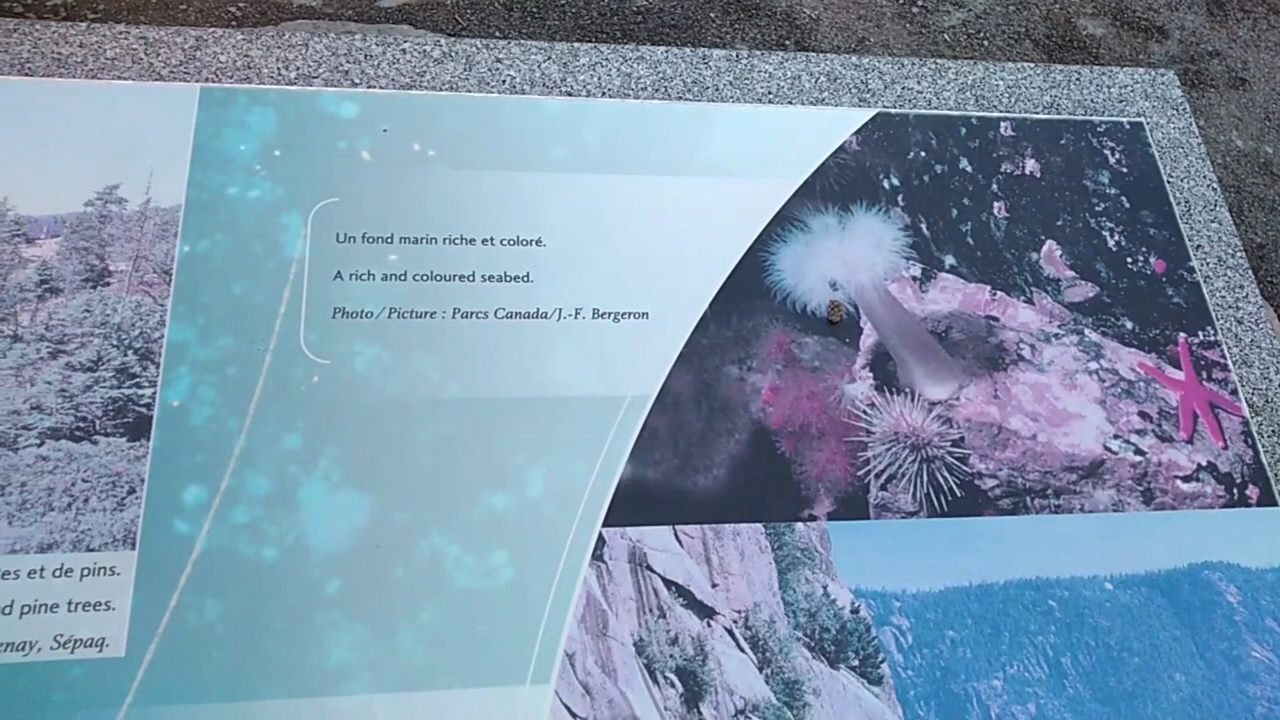 Un fond marin riche et coloré.
A rich and coloured seabed.
Photo/Picture : Parcs Canada/J.-F. Bergeron
es et de pins.
d pine trees.
enay, Sépaq.